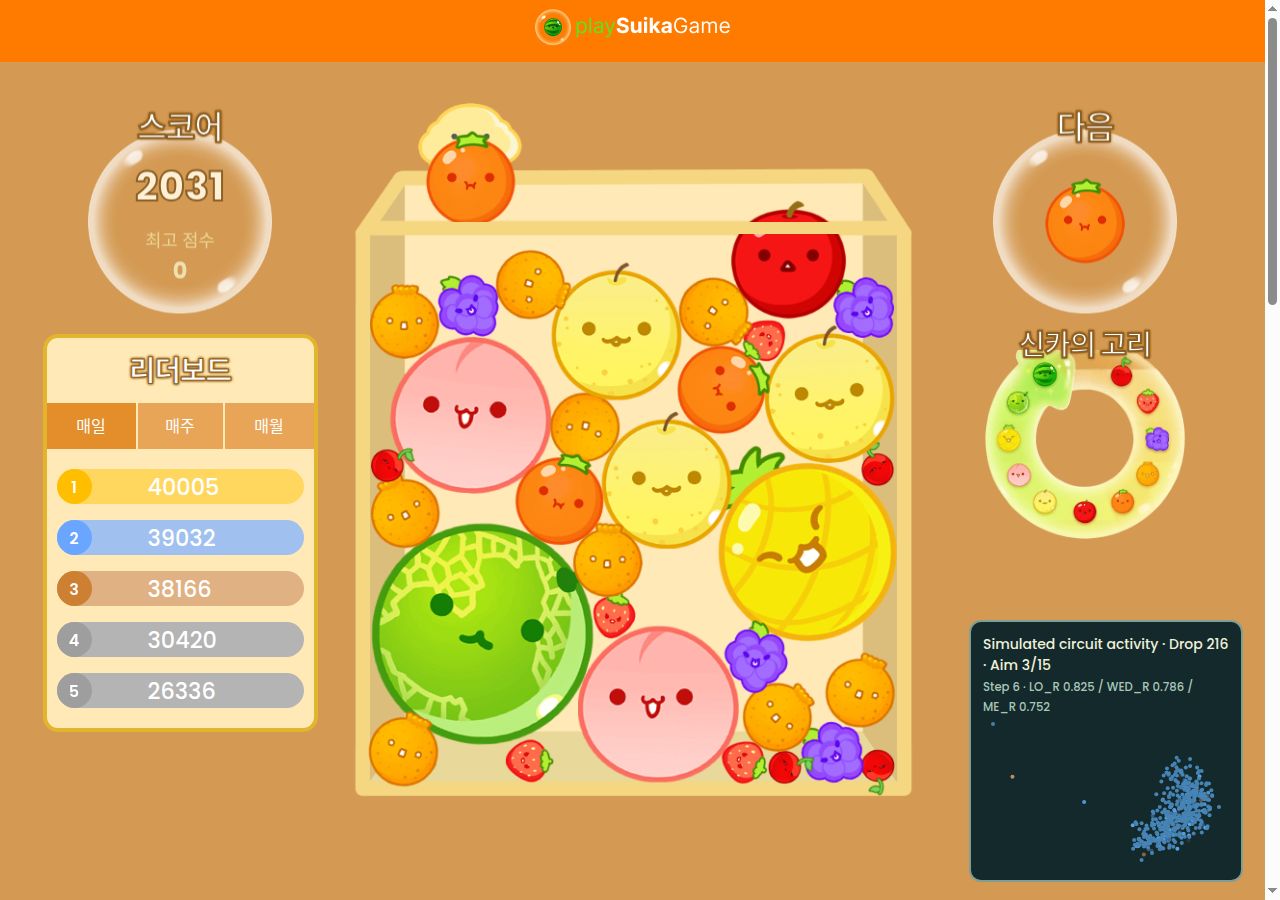 playSuikaGame
스코어
2031
최고 점수
0
다음
신카의 고리
리더보드
매일
매주
매월
1 40005
2 39032
3 38166
4 30420
5 26336
Simulated circuit activity · Drop 216
· Aim 3/15
Step 6 · LO_R 0.825 / WED_R 0.786 /
ME_R 0.752